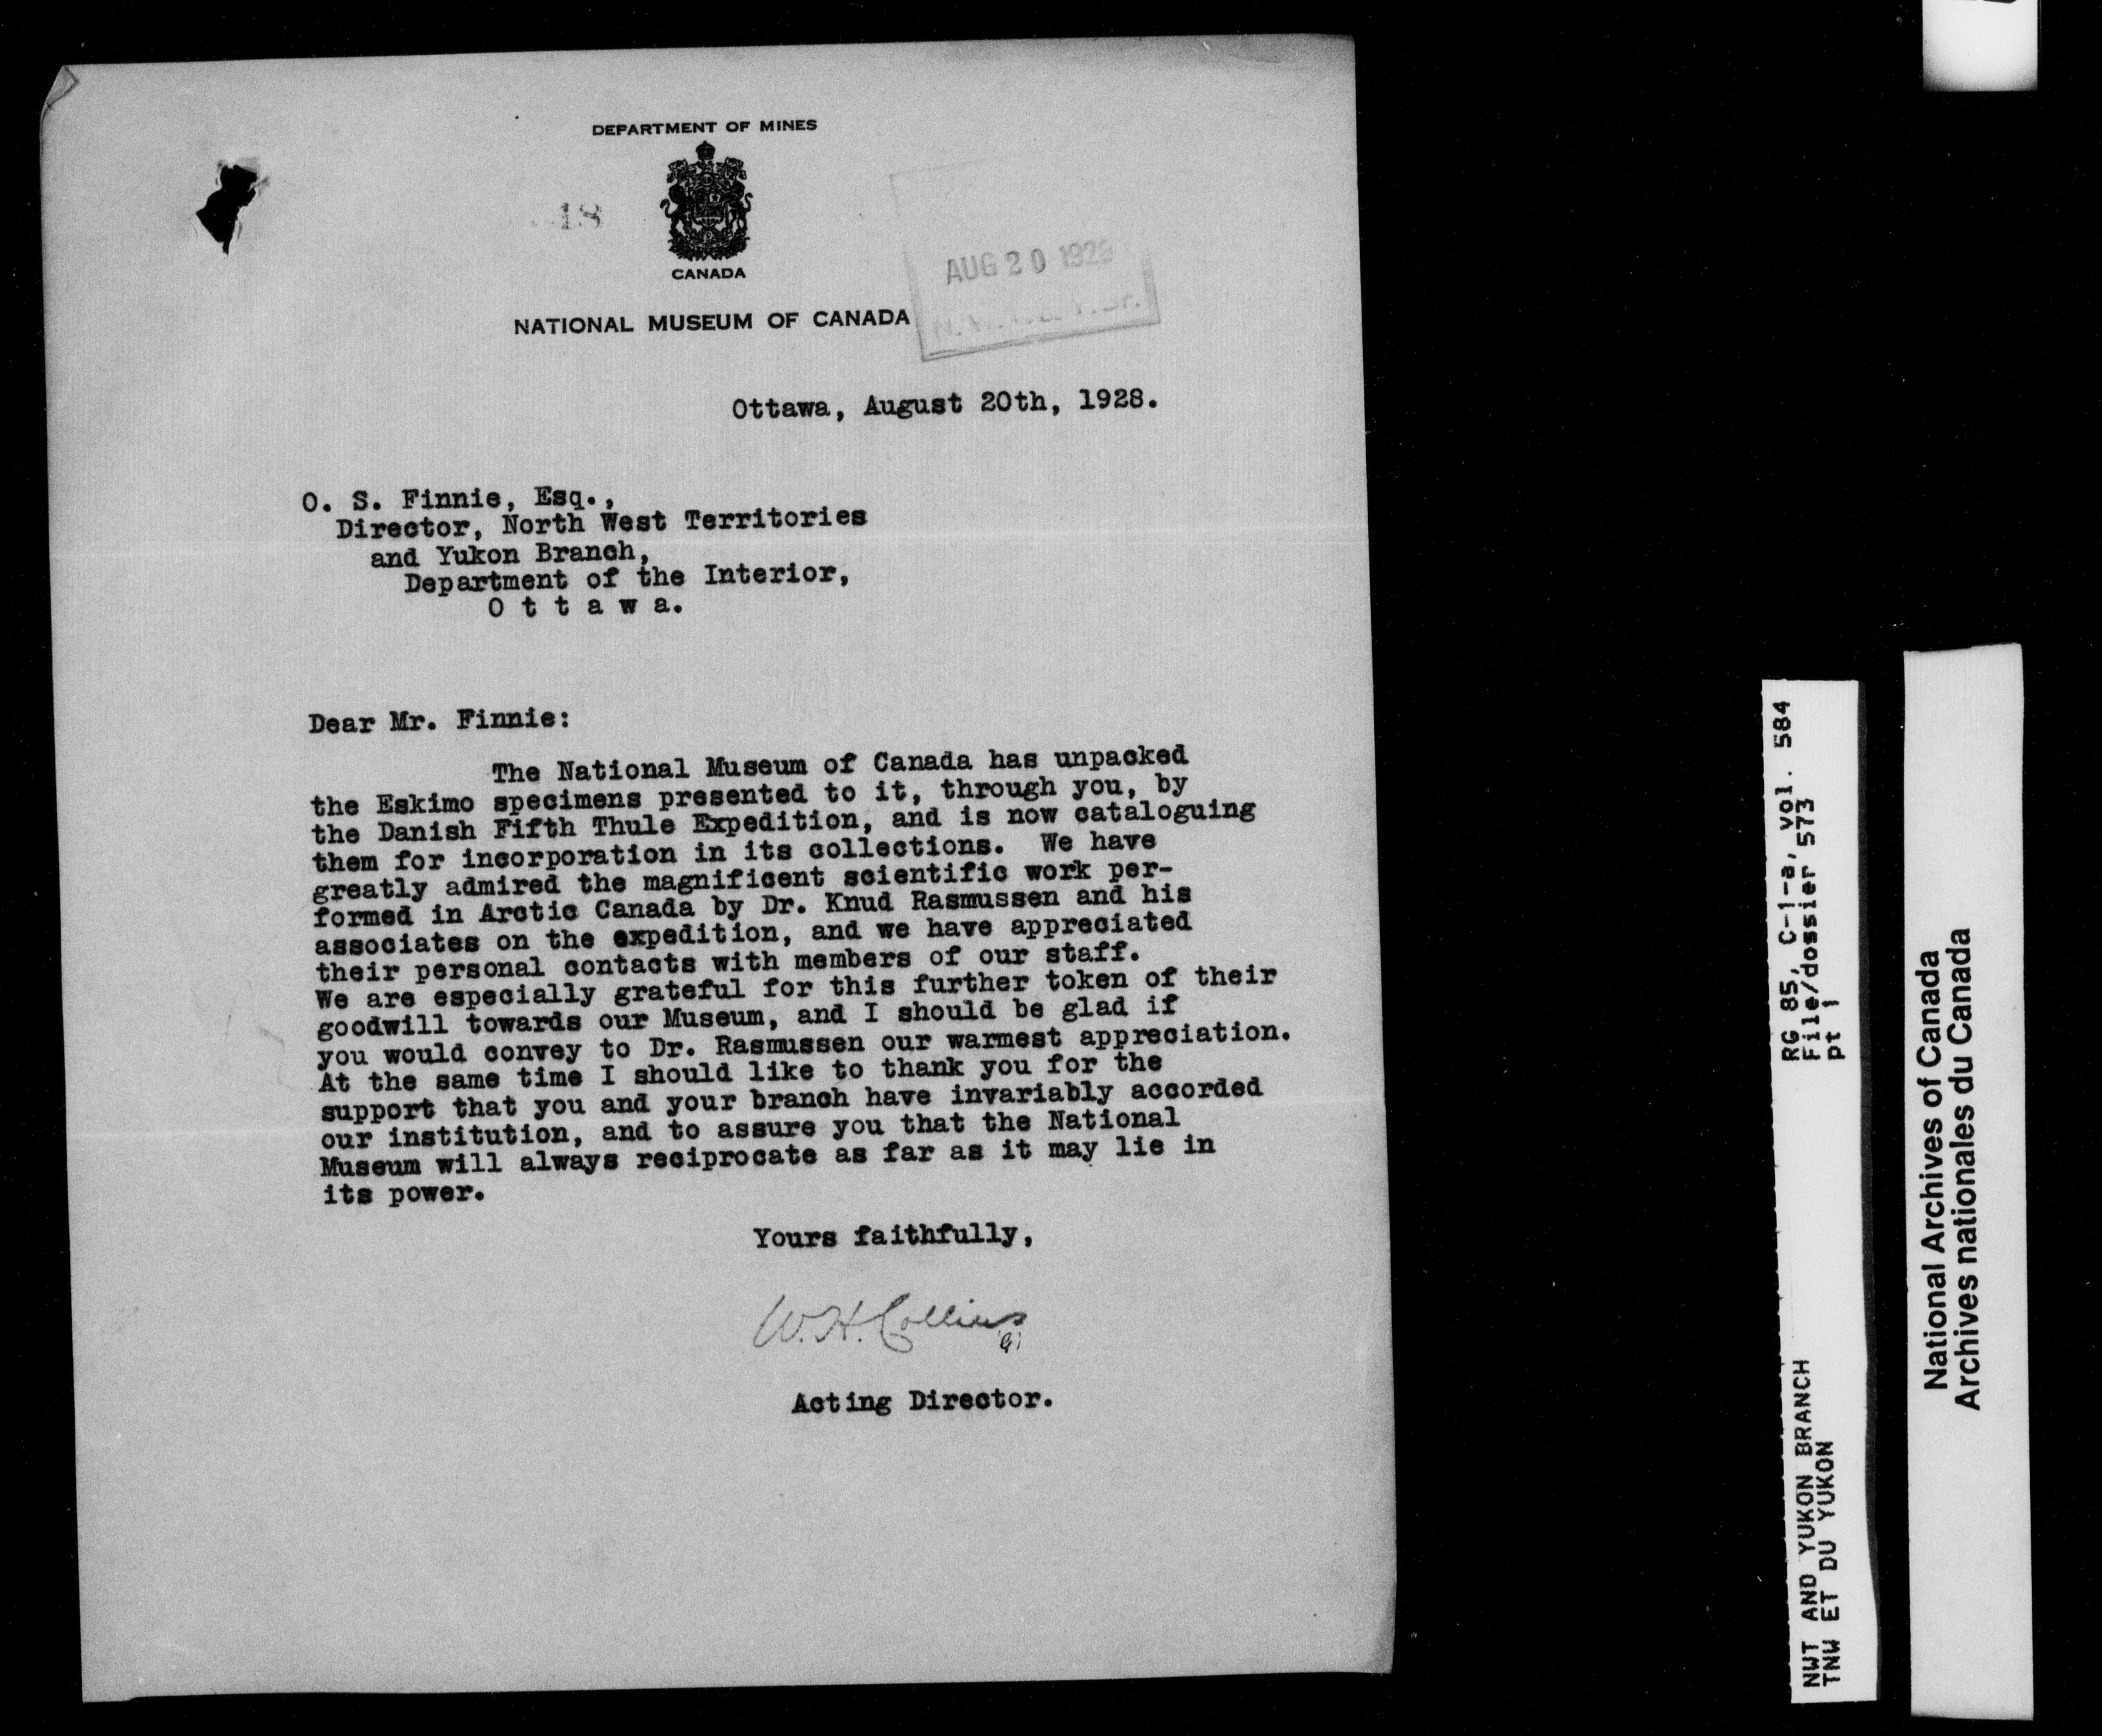 DEPARTMENT OF MINES
18
CANADA
NATIONAL MUSEUM OF CANADA
AUG 20 1928
N. W. T. & Y. Br.
Ottawa, August 20th, 1928.
O. S. Finnie, Esq.,
Director, North West Territories
and Yukon Branch,
Department of the Interior,
O t t a w a.
Dear Mr. Finnie:
The National Museum of Canada has unpacked
the Eskimo specimens presented to it, through you, by
the Danish Fifth Thule Expedition, and is now cataloguing
them for incorporation in its collections. We have
greatly admired the magnificent scientific work per-
formed in Arctic Canada by Dr. Knud Rasmussen and his
associates on the expedition, and we have appreciated
their personal contacts with members of our staff.
We are especially grateful for this further token of their
goodwill towards our Museum, and I should be glad if
you would convey to Dr. Rasmussen our warmest appreciation.
At the same time I should like to thank you for the
support that you and your branch have invariably accorded
our institution, and to assure you that the National
Museum will always reciprocate as far as it may lie in
its power.
Yours faithfully,
W. H. Collins
Acting Director.
RG 85, C-1-a, vol. 584
File/dossier 573
pt 1
NWT AND YUKON BRANCH
TNW ET DU YUKON
National Archives of Canada
Archives nationales du Canada